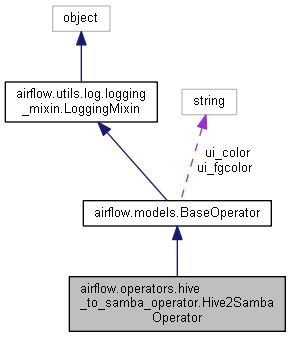 object
airflow.utils.log.logging
_mixin.LoggingMixin
string
ui_color
ui_fgcolor
airflow.models.BaseOperator
airflow.operators.hive
_to_samba_operator.Hive2Samba
Operator